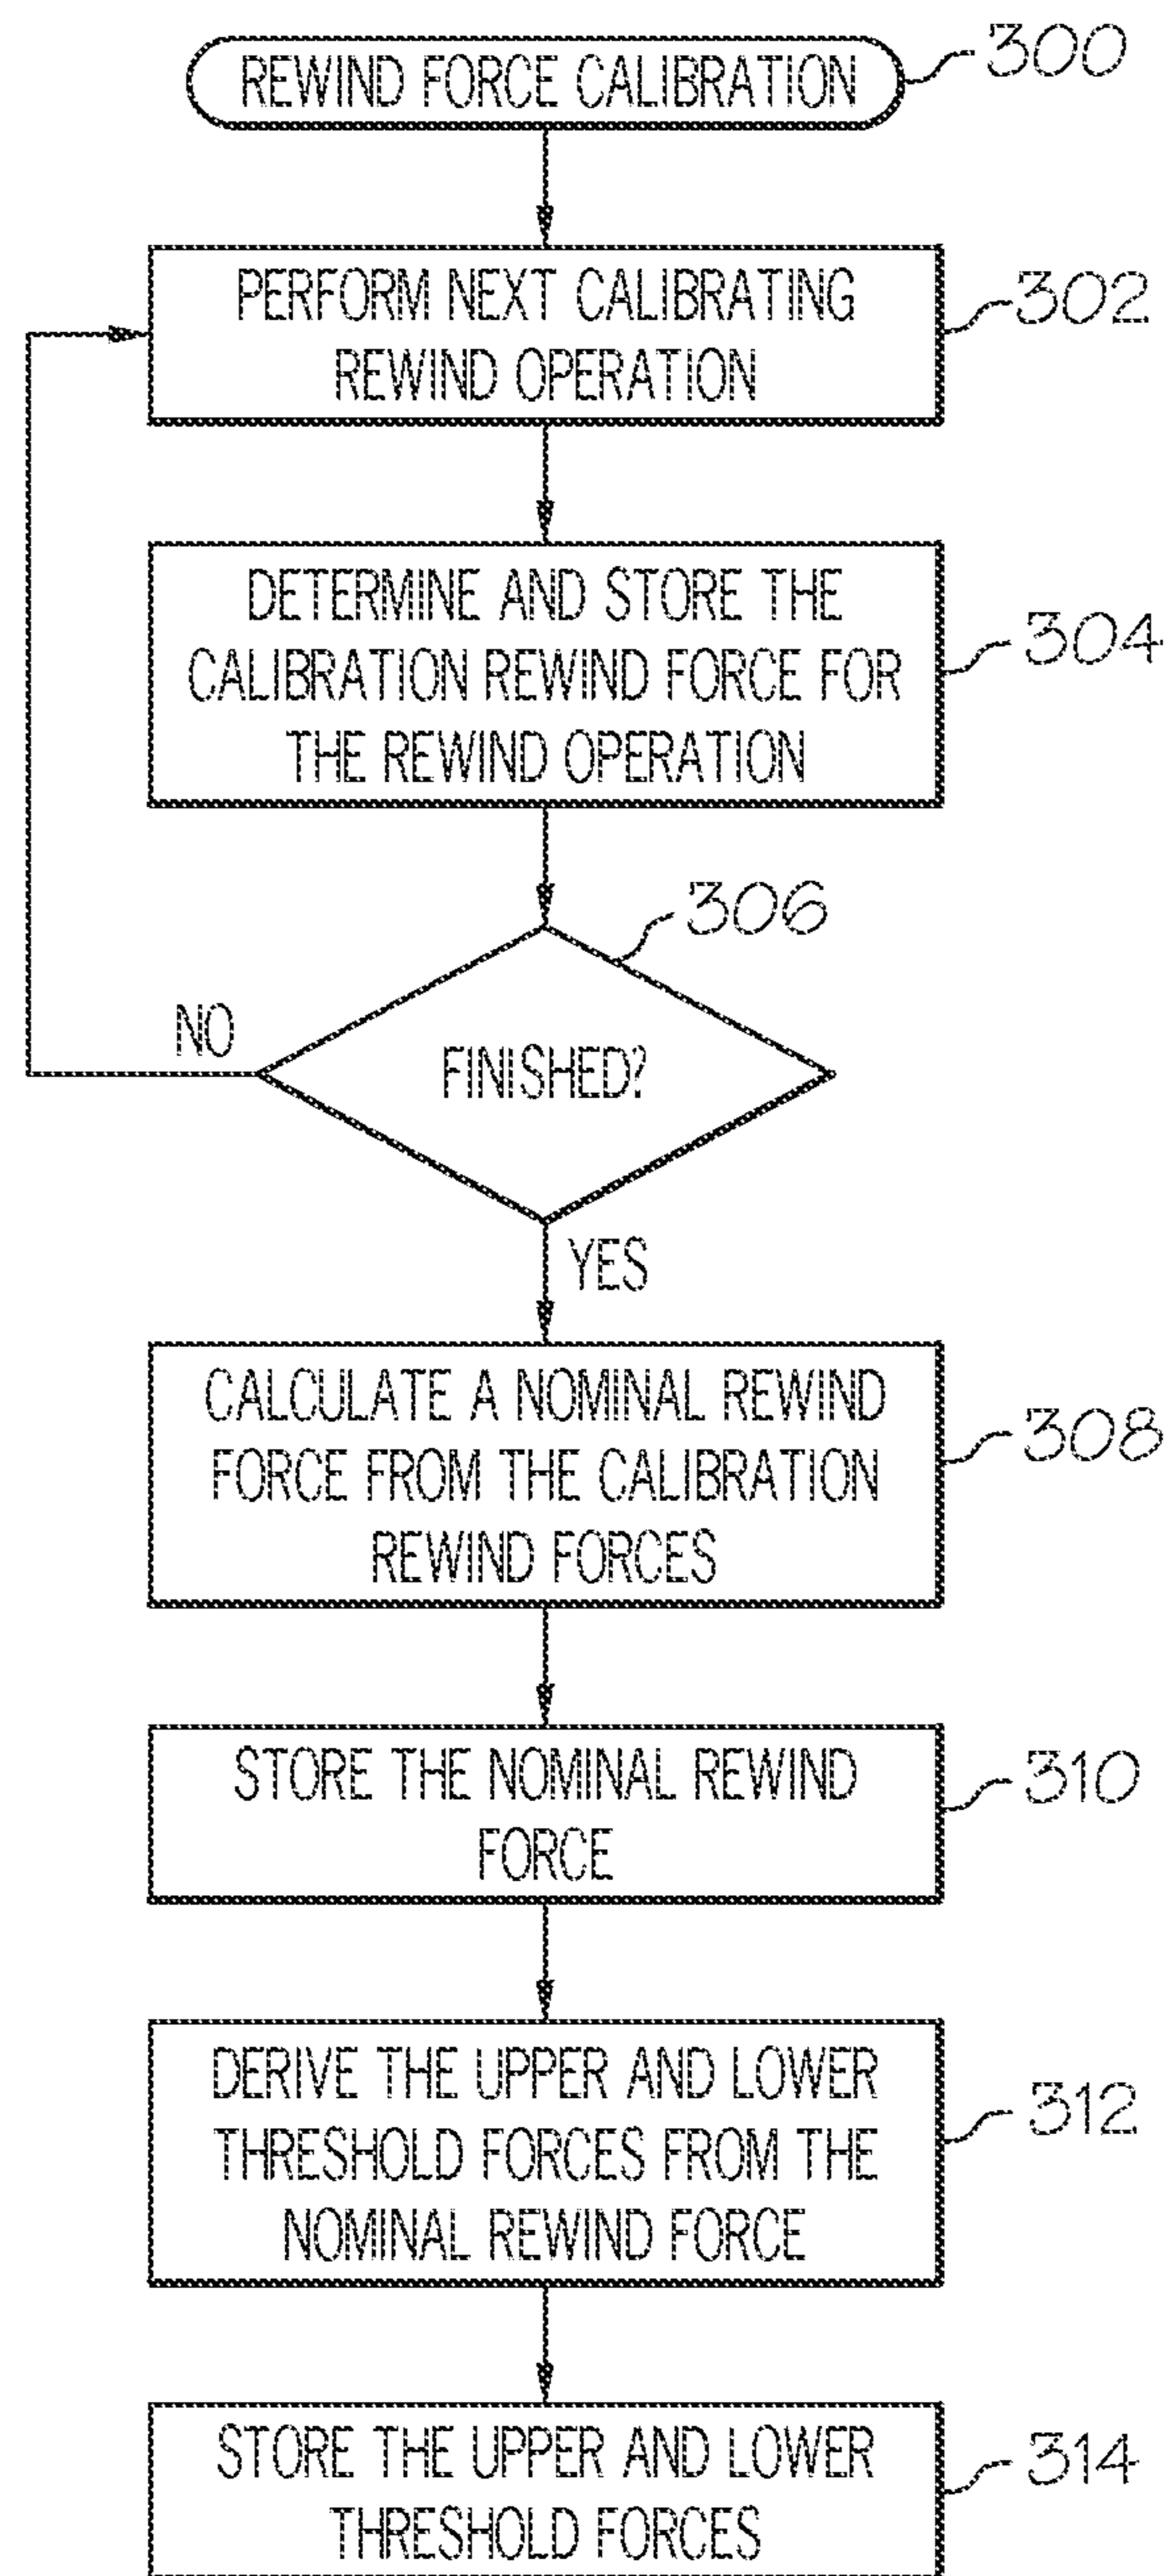 REWIND FORCE CALIBRATION
300
PERFORM NEXT CALIBRATING
REWIND OPERATION
302
DETERMINE AND STORE THE
CALIBRATION REWIND FORCE FOR
THE REWIND OPERATION
304
306
NO
FINISHED?
YES
CALCULATE A NOMINAL REWIND
FORCE FROM THE CALIBRATION
REWIND FORCES
308
STORE THE NOMINAL REWIND
FORCE
310
DERIVE THE UPPER AND LOWER
THRESHOLD FORCES FROM THE
NOMINAL REWIND FORCE
312
STORE THE UPPER AND LOWER
THRESHOLD FORCES
314